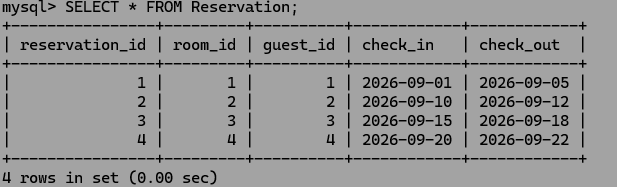 mysql> SELECT * FROM Reservation;
+----------------+---------+----------+------------+------------+
| reservation_id | room_id | guest_id | check_in   | check_out  |
+----------------+---------+----------+------------+------------+
|              1 |       1 |        1 | 2026-09-01 | 2026-09-05 |
|              2 |       2 |        2 | 2026-09-10 | 2026-09-12 |
|              3 |       3 |        3 | 2026-09-15 | 2026-09-18 |
|              4 |       4 |        4 | 2026-09-20 | 2026-09-22 |
+----------------+---------+----------+------------+------------+
4 rows in set (0.00 sec)